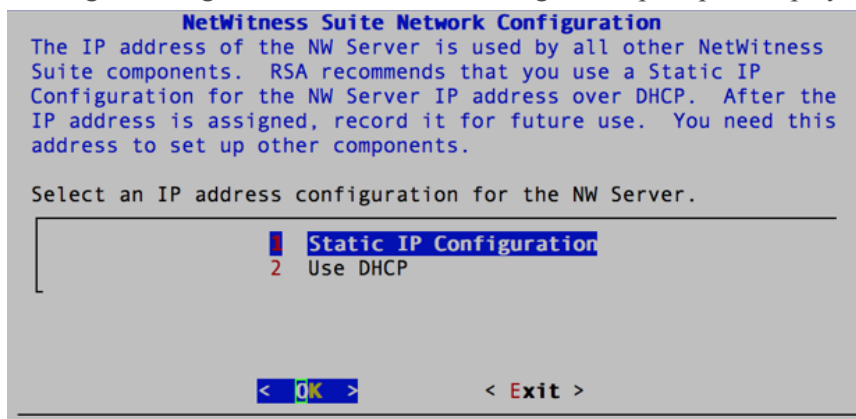 NetWitness Suite Network Configuration
The IP address of the NW Server is used by all other NetWitness
Suite components.  RSA recommends that you use a Static IP
Configuration for the NW Server IP address over DHCP.  After the
IP address is assigned, record it for future use.  You need this
address to set up other components.
Select an IP address configuration for the NW Server.
1 Static IP Configuration
2 Use DHCP
< OK > < Exit >